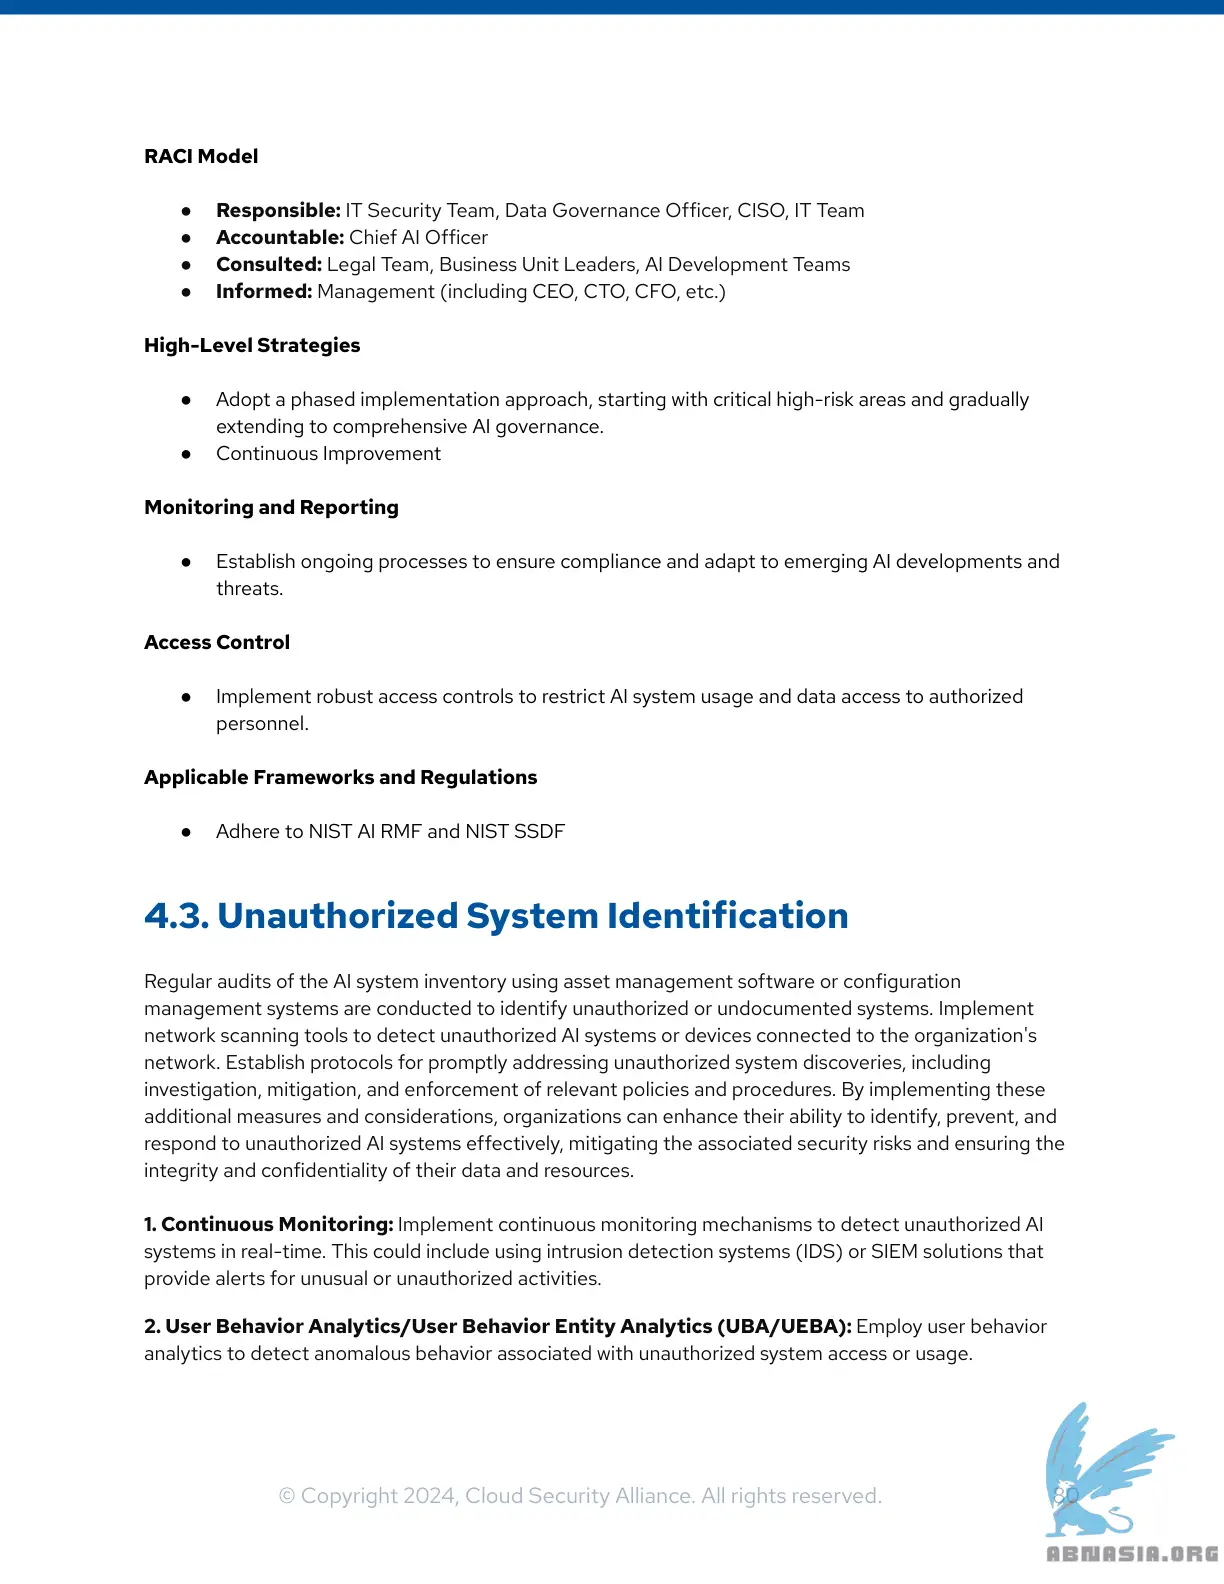 RACI Model
● Responsible: IT Security Team, Data Governance Officer, CISO, IT Team
● Accountable: Chief AI Officer
● Consulted: Legal Team, Business Unit Leaders, AI Development Teams
● Informed: Management (including CEO, CTO, CFO, etc.)
High-Level Strategies
● Adopt a phased implementation approach, starting with critical high-risk areas and gradually
extending to comprehensive AI governance.
● Continuous Improvement
Monitoring and Reporting
● Establish ongoing processes to ensure compliance and adapt to emerging AI developments and
threats.
Access Control
● Implement robust access controls to restrict AI system usage and data access to authorized
personnel.
Applicable Frameworks and Regulations
● Adhere to NIST AI RMF and NIST SSDF
4.3. Unauthorized System Identification
Regular audits of the AI system inventory using asset management software or configuration
management systems are conducted to identify unauthorized or undocumented systems. Implement
network scanning tools to detect unauthorized AI systems or devices connected to the organization's
network. Establish protocols for promptly addressing unauthorized system discoveries, including
investigation, mitigation, and enforcement of relevant policies and procedures. By implementing these
additional measures and considerations, organizations can enhance their ability to identify, prevent, and
respond to unauthorized AI systems effectively, mitigating the associated security risks and ensuring the
integrity and confidentiality of their data and resources.
1. Continuous Monitoring: Implement continuous monitoring mechanisms to detect unauthorized AI
systems in real-time. This could include using intrusion detection systems (IDS) or SIEM solutions that
provide alerts for unusual or unauthorized activities.
2. User Behavior Analytics/User Behavior Entity Analytics (UBA/UEBA): Employ user behavior
analytics to detect anomalous behavior associated with unauthorized system access or usage.
© Copyright 2024, Cloud Security Alliance. All rights reserved.
80
ABNASIA.ORG